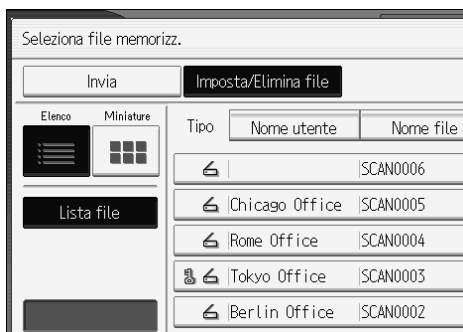 Seleziona file memorizz.
Invia
Imposta/Elimina file
Elenco
Miniature
Tipo
Nome utente
Nome file
SCAN0006
Lista file
Chicago Office SCAN0005
Rome Office SCAN0004
Tokyo Office SCAN0003
Berlin Office SCAN0002